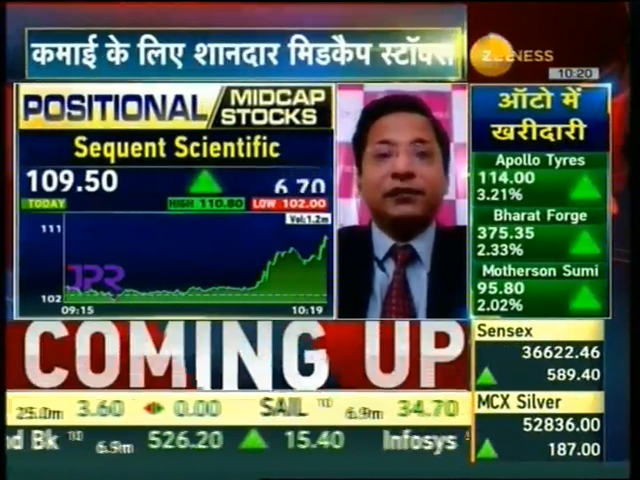 कमाई के लिए शानदार मिडकैप स्टॉक्स
ZEE BUSINESS
10:20
POSITIONAL / MIDCAP STOCKS
Sequent Scientific
109.50 6.70
TODAY HIGH 110.80 LOW 102.00
Vol:1.2m
111
102
09:15 10:19
JPR
ऑटो में
खरीदारी
Apollo Tyres
114.00
3.21%
Bharat Forge
375.35
2.33%
Motherson Sumi
95.80
2.02%
COMING UP
Sensex
36622.46
589.40
MCX Silver
52836.00
187.00
25.0m 3.60 0.00 SAIL 6.9m 34.70
d Bk 6.9m 526.20 15.40 Infosys